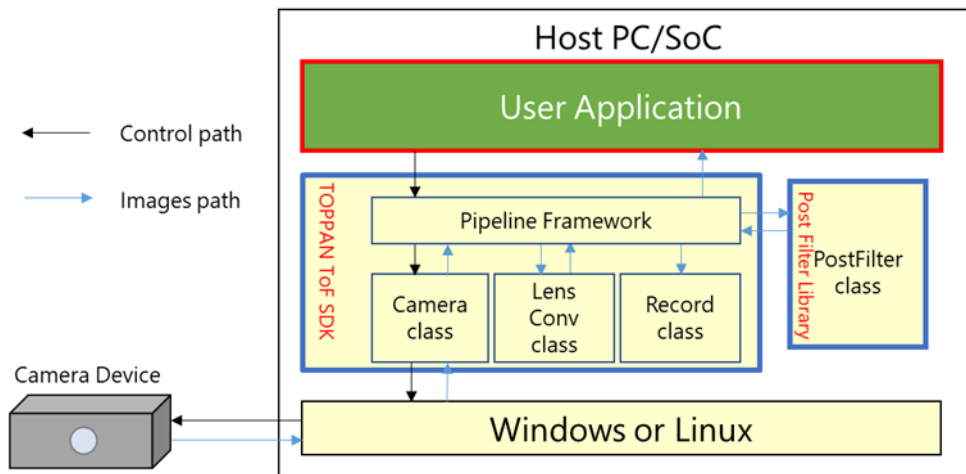 Host PC/SoC
User Application
Control path
Images path
TOPPAN ToF SDK
Pipeline Framework
Camera
class
Lens
Conv
class
Record
class
Post Filter Library
PostFilter
class
Camera Device
Windows or Linux